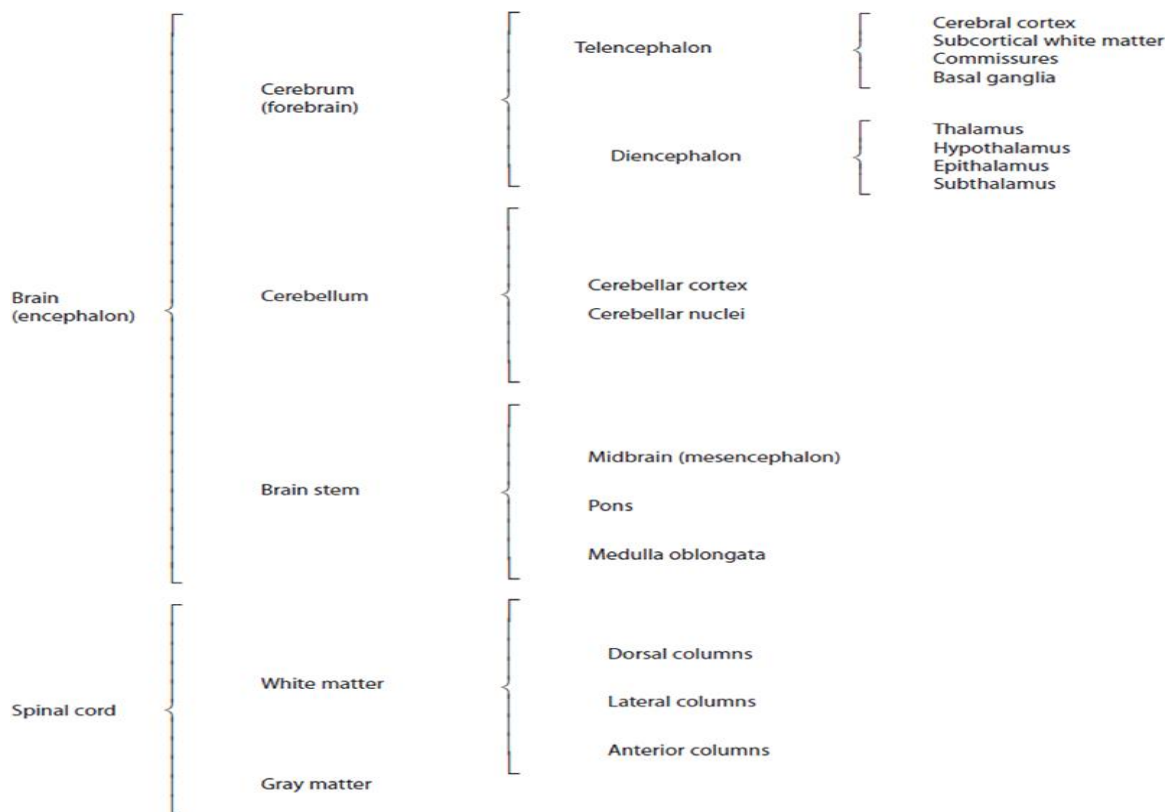 Brain
(encephalon)
Cerebrum
(forebrain)
Telencephalon
Cerebral cortex
Subcortical white matter
Commissures
Basal ganglia
Diencephalon
Thalamus
Hypothalamus
Epithalamus
Subthalamus
Cerebellum
Cerebellar cortex
Cerebellar nuclei
Brain stem
Midbrain (mesencephalon)
Pons
Medulla oblongata
Spinal cord
White matter
Dorsal columns
Lateral columns
Anterior columns
Gray matter